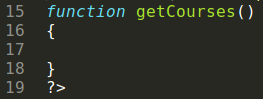 15 function getCourses()
16 {
17
18 }
19 ?>